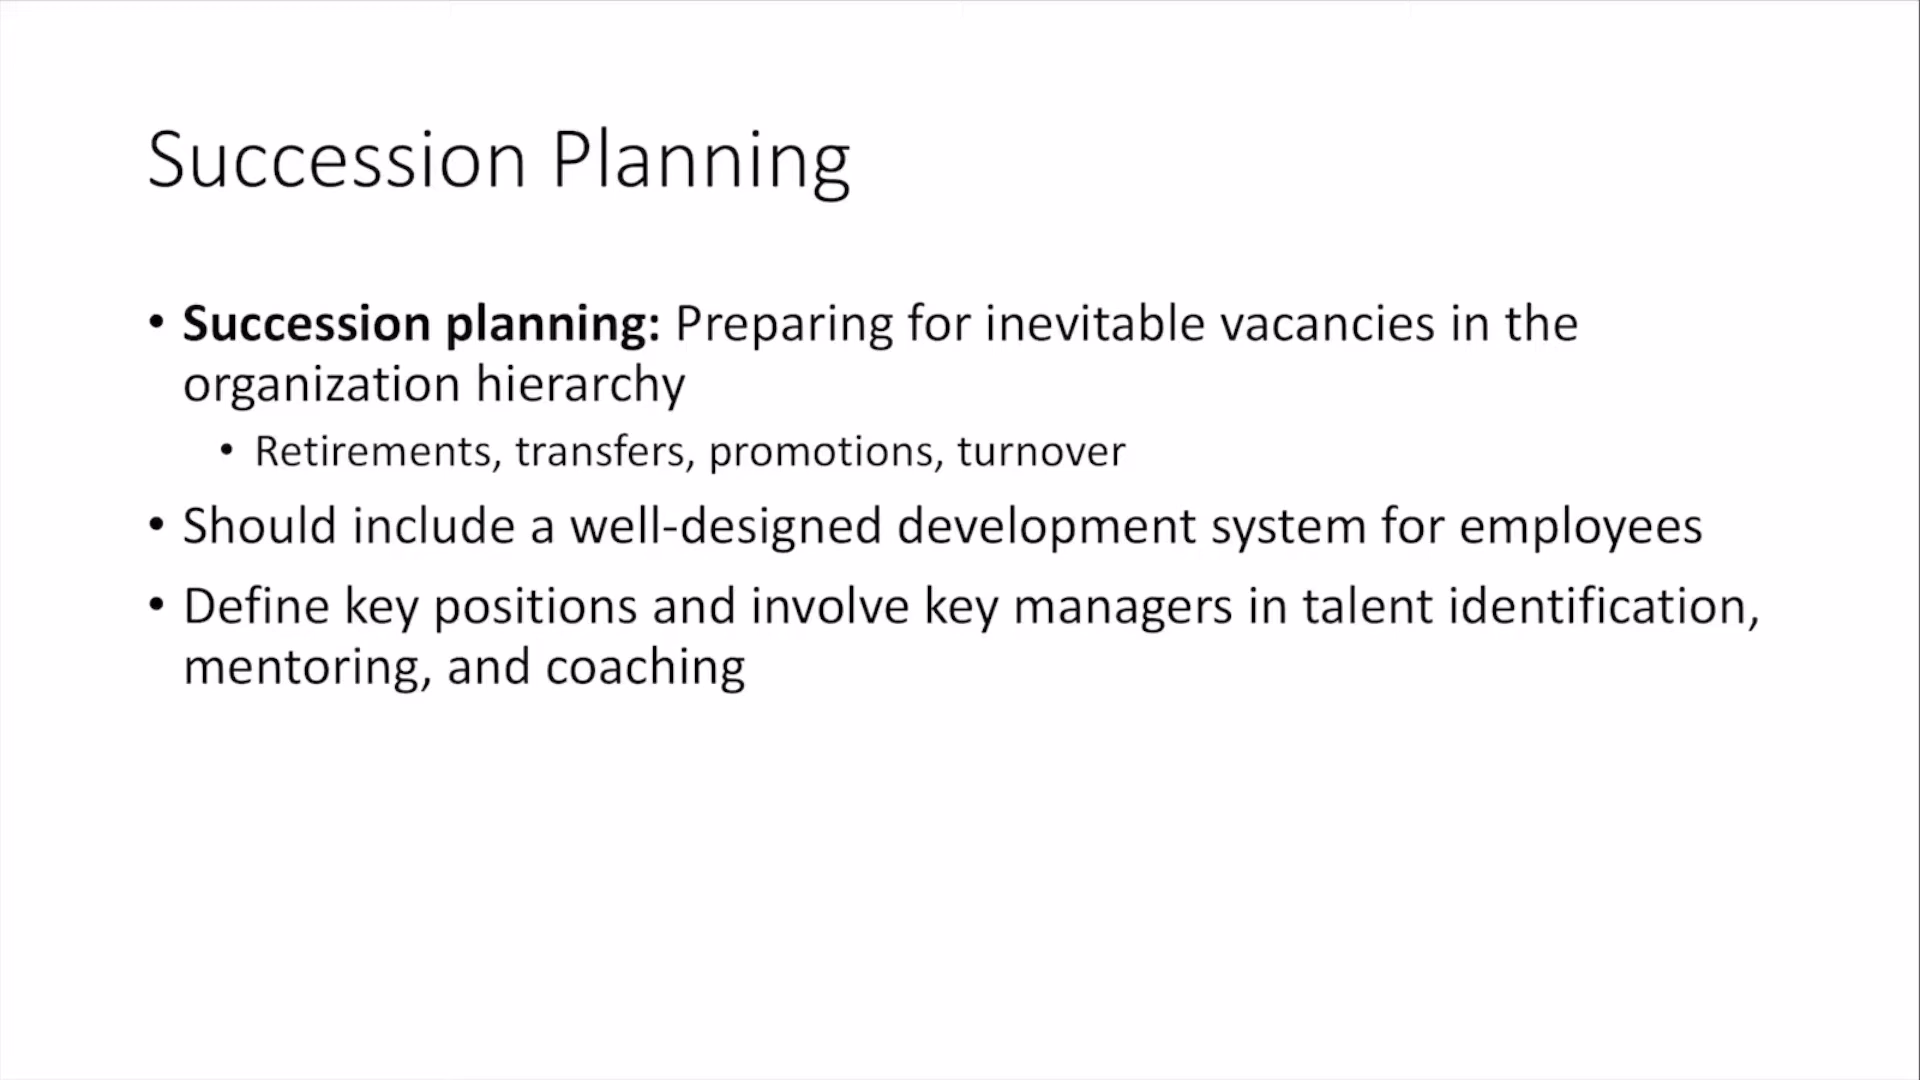 Succession Planning
• Succession planning: Preparing for inevitable vacancies in the
organization hierarchy
• Retirements, transfers, promotions, turnover
• Should include a well-designed development system for employees
• Define key positions and involve key managers in talent identification,
mentoring, and coaching